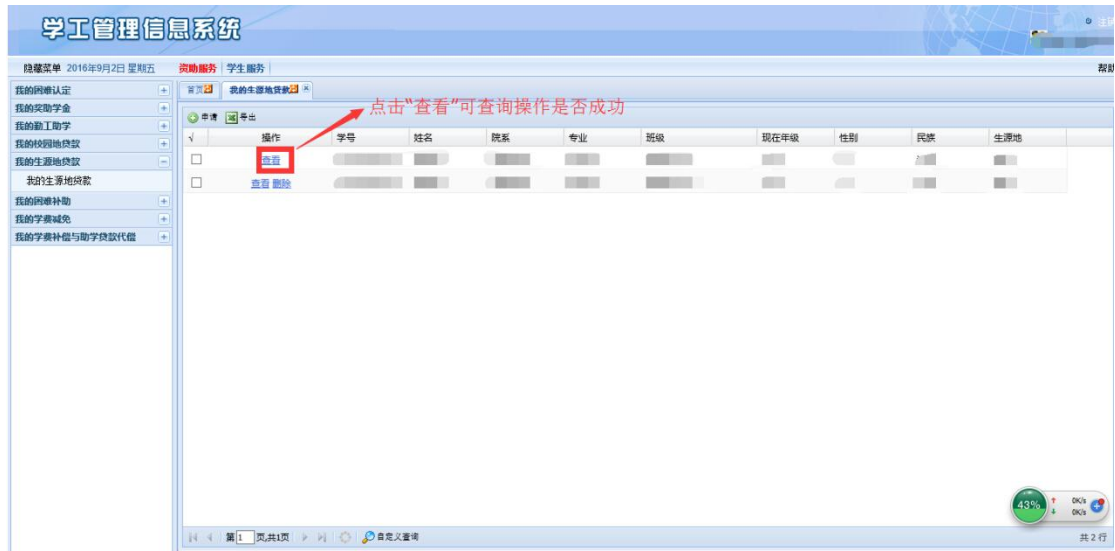 学工管理信息系统
隐藏菜单 2016年9月2日 星期五 资助服务 学生服务
我的困难认定
我的奖助学金
我的勤工助学
我的校园地贷款
我的生源地贷款
我的生源地贷款
我的困难补助
我的学费减免
我的学费补偿与助学贷款代偿
首页 我的生源地贷款
点击“查看”可查询操作是否成功
申请 导出
√ 操作 学号 姓名 院系 专业 班级 现在年级 性别 民族 生源地
查看
查看 删除
43% 0K/s
0K/s
第 1 页,共1页 自定义查询 共 2 行